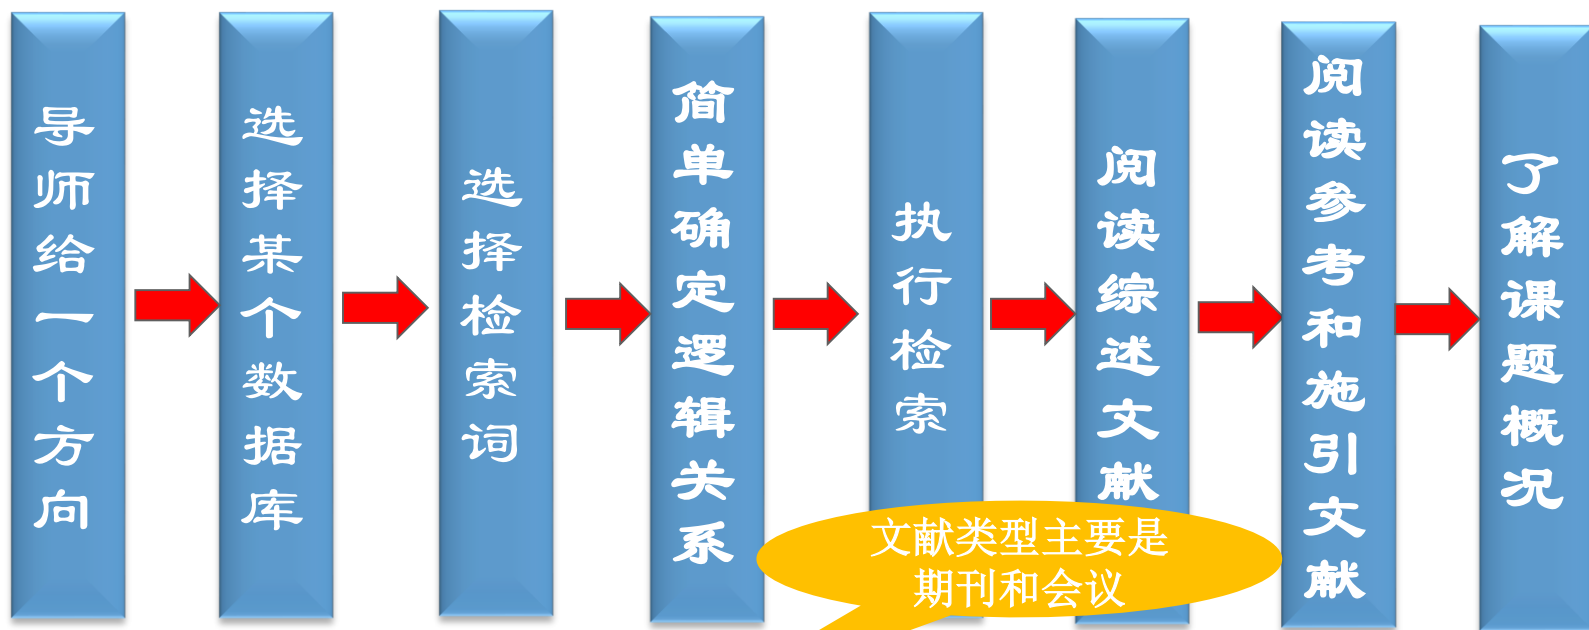 导师给一个方向
选择某个数据库
选择检索词
简单确定逻辑关系
执行检索
阅读综述文献
阅读参考和施引文献
了解课题概况
文献类型主要是
期刊和会议